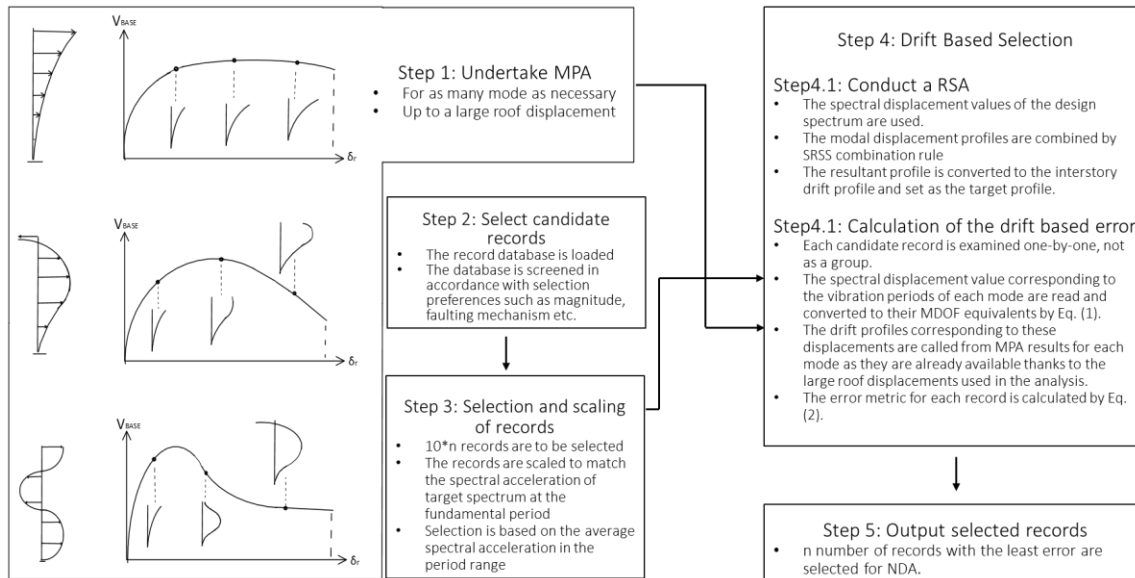 V_BASE
δr
V_BASE
δr
V_BASE
δr
Step 1: Undertake MPA
• For as many mode as necessary
• Up to a large roof displacement
Step 2: Select candidate
records
• The record database is loaded
• The database is screened in
accordance with selection
preferences such as magnitude,
faulting mechanism etc.
Step 3: Selection and scaling
of records
• 10*n records are to be selected
• The records are scaled to match
the spectral acceleration of
target spectrum at the
fundamental period
• Selection is based on the average
spectral acceleration in the
period range
Step 4: Drift Based Selection
Step4.1: Conduct a RSA
• The spectral displacement values of the design
spectrum are used.
• The modal displacement profiles are combined by
SRSS combination rule
• The resultant profile is converted to the interstory
drift profile and set as the target profile.
Step4.1: Calculation of the drift based error
• Each candidate record is examined one-by-one, not
as a group.
• The spectral displacement value corresponding to
the vibration periods of each mode are read and
converted to their MDOF equivalents by Eq. (1).
• The drift profiles corresponding to these
displacements are called from MPA results for each
mode as they are already available thanks to the
large roof displacements used in the analysis.
• The error metric for each record is calculated by Eq.
(2).
Step 5: Output selected records
• n number of records with the least error are
selected for NDA.